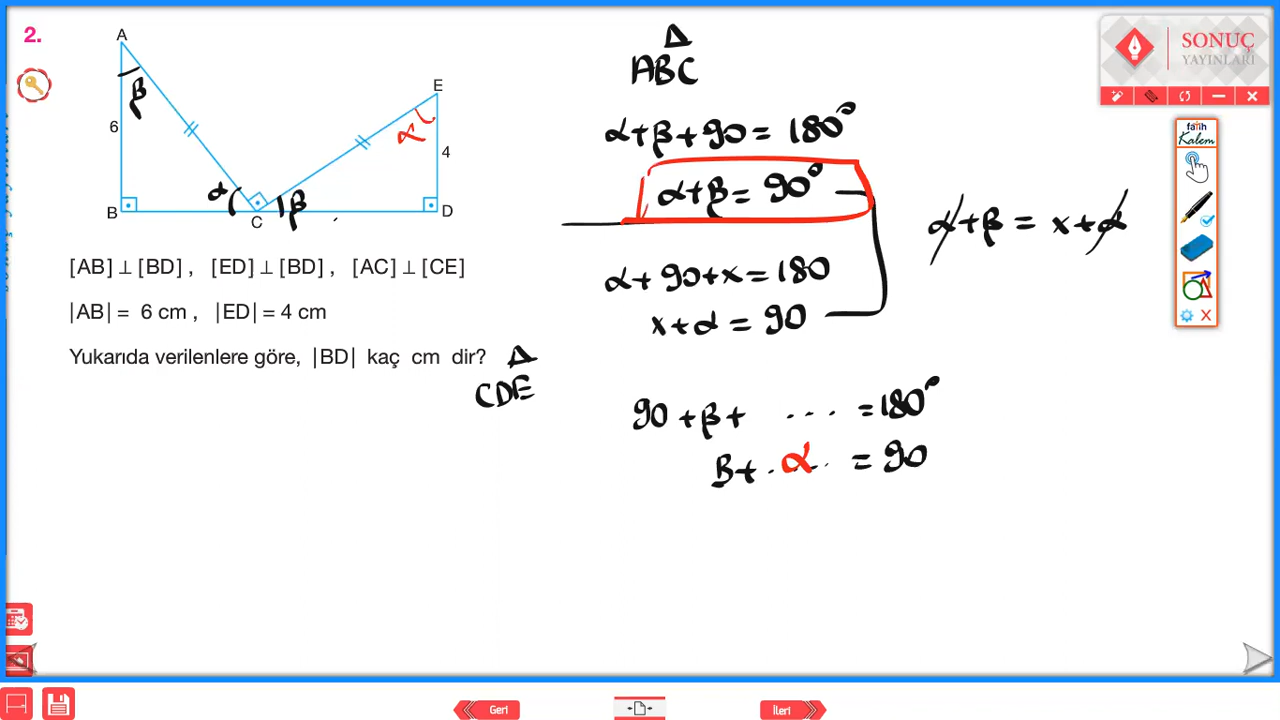 2.
A
β
6
E
α
4
α
β
B
C
D
[AB] ⊥ [BD] , [ED] ⊥ [BD] , [AC] ⊥ [CE]
|AB| = 6 cm , |ED| = 4 cm
Yukarıda verilenlere göre, |BD| kaç cm dir?
Δ
ABC
α+β+90 = 180°
α+β = 90°
α+90+x = 180
x+α = 90
α+β = x+α
Δ
CDE
90+β+ .... = 180°
β+ ..α.. = 90
SONUÇ
YAYINLARI
fatih
Kalem
Geri
İleri